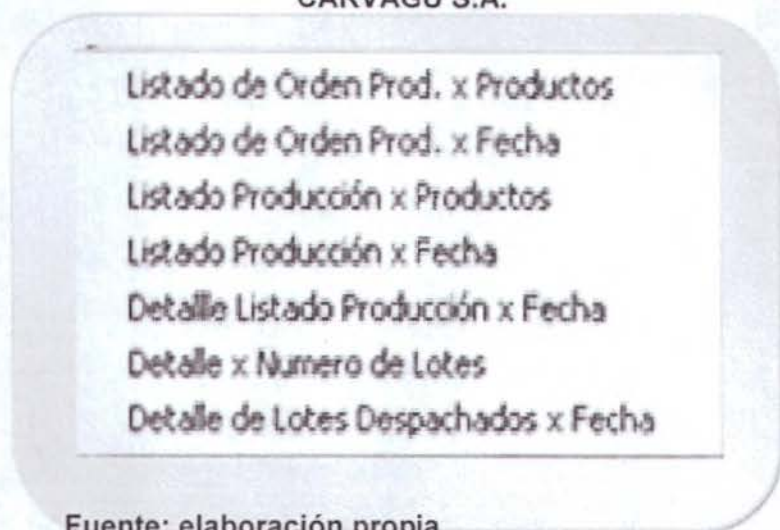 CARVAGU S.A.
Listado de Orden Prod. x Productos
Listado de Orden Prod. x Fecha
Listado Producción x Productos
Listado Producción x Fecha
Detalle Listado Producción x Fecha
Detalle x Numero de Lotes
Detalle de Lotes Despachados x Fecha
Fuente: elaboración propia